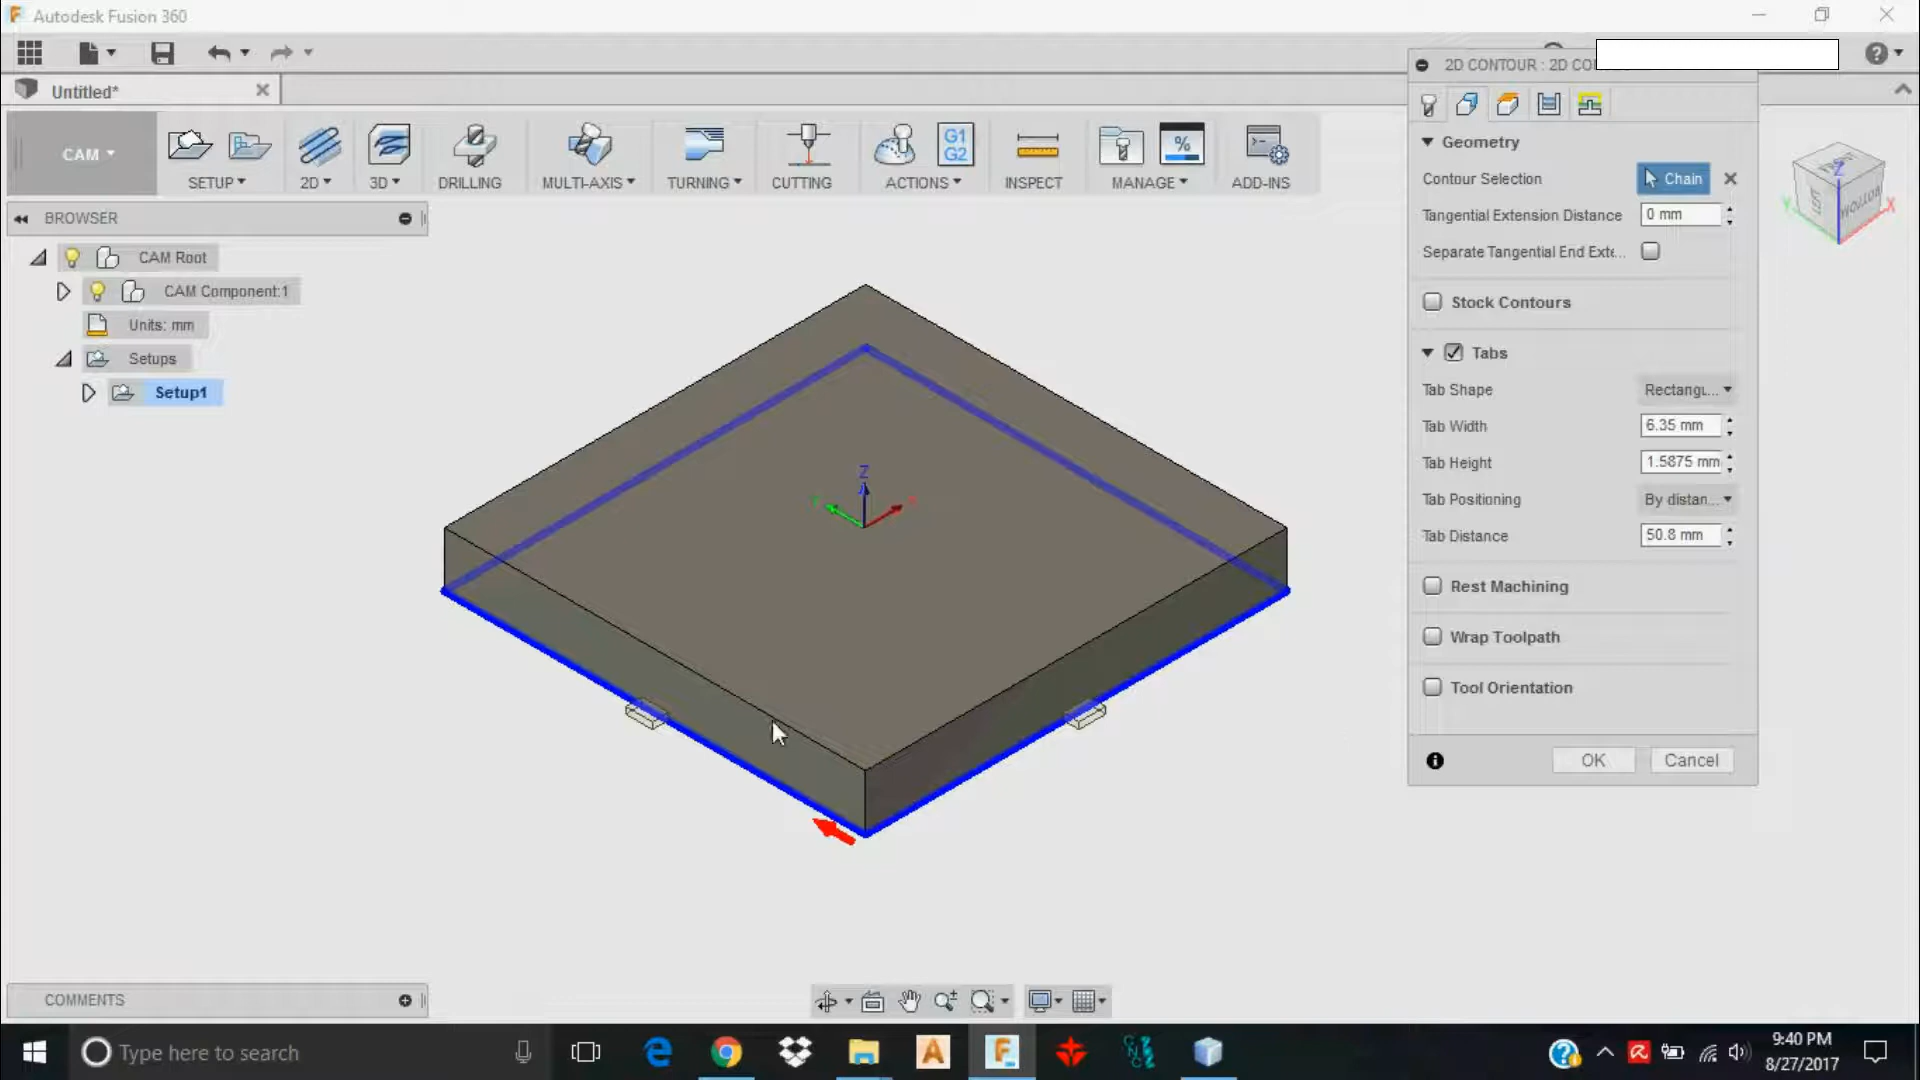 Autodesk Fusion 360
Untitled*
2D CONTOUR : 2D CO
CAM
SETUP
2D
3D
DRILLING
MULTI-AXIS
TURNING
CUTTING
G1
G2
ACTIONS
INSPECT
%
MANAGE
ADD-INS
BROWSER
CAM Root
CAM Component:1
Units: mm
Setups
Setup1
Geometry
Contour Selection
Chain
Tangential Extension Distance
0 mm
Separate Tangential End Exte...
Stock Contours
Tabs
Tab Shape
Rectangu...
Tab Width
6.35 mm
Tab Height
1.5875 mm
Tab Positioning
By distan...
Tab Distance
50.8 mm
Rest Machining
Wrap Toolpath
Tool Orientation
OK
Cancel
Z
Z
Y
X
COMMENTS
Type here to search
9:40 PM
8/27/2017